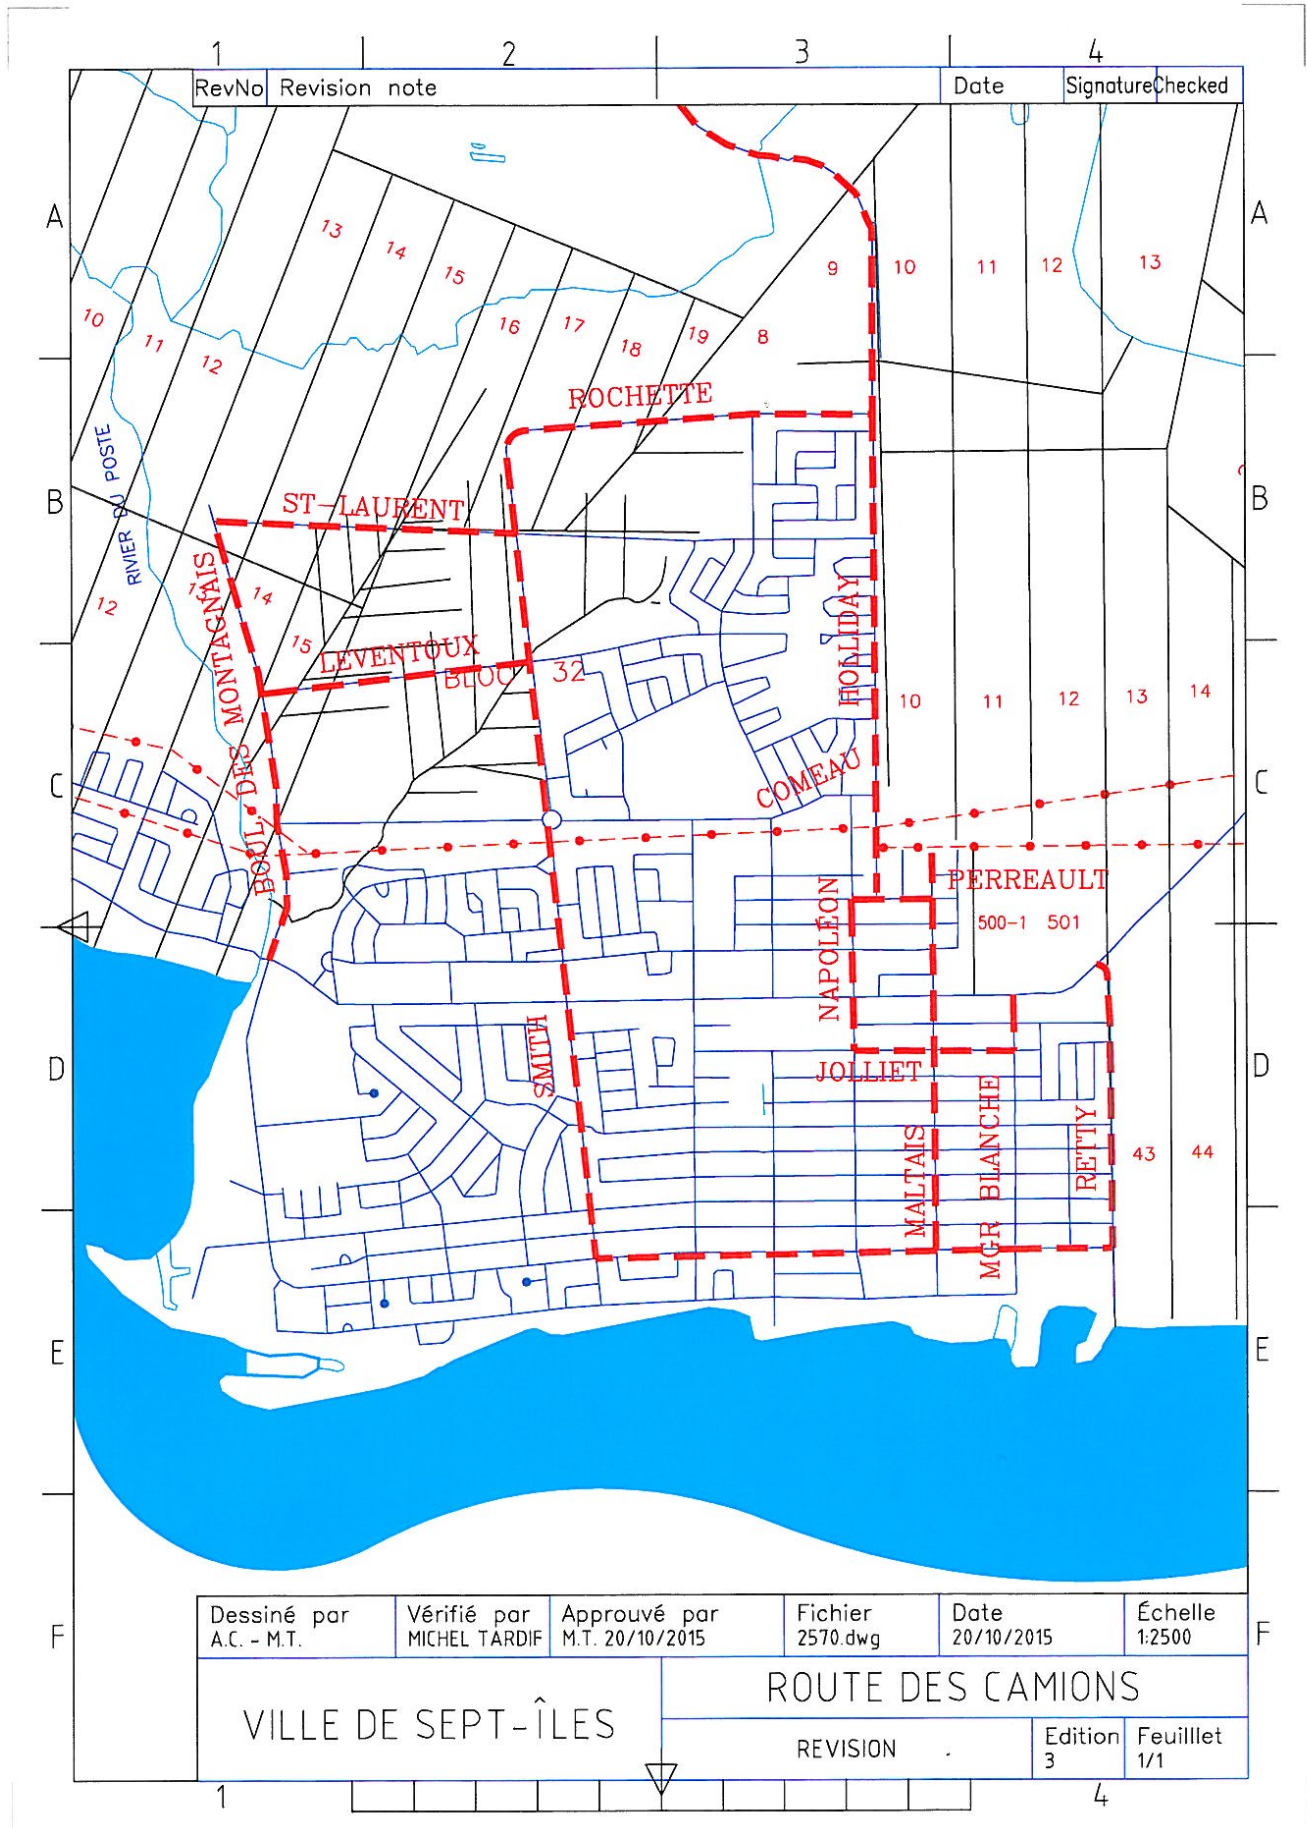 1 2 3 4
RevNo Revision note Date Signature Checked
A A
13 14 15 16 17 18 19 8 9 10 11 12 13
10 11 12
ROCHETTE
B B
ST-LAURENT
RIVIER DU POSTE
12 13 14 15
BOUL. DES MONTAGNAIS
LEVENTOUX
BLOC 32
HOLLIDAY
10 11 12 13 14
C C
COMEAU
PERREAULT
500-1 501
NAPOLÉON
SMITH
D D
JOLLIET
MALTAIS
MGR BLANCHE
RETTY
43 44
E E
F F
Dessiné par
A.C. - M.T.
Vérifié par
MICHEL TARDIF
Approuvé par
M.T. 20/10/2015
Fichier
2570.dwg
Date
20/10/2015
Échelle
1:2500
VILLE DE SEPT-ÎLES
ROUTE DES CAMIONS
REVISION .
Edition
3
Feuilllet
1/1
1 4